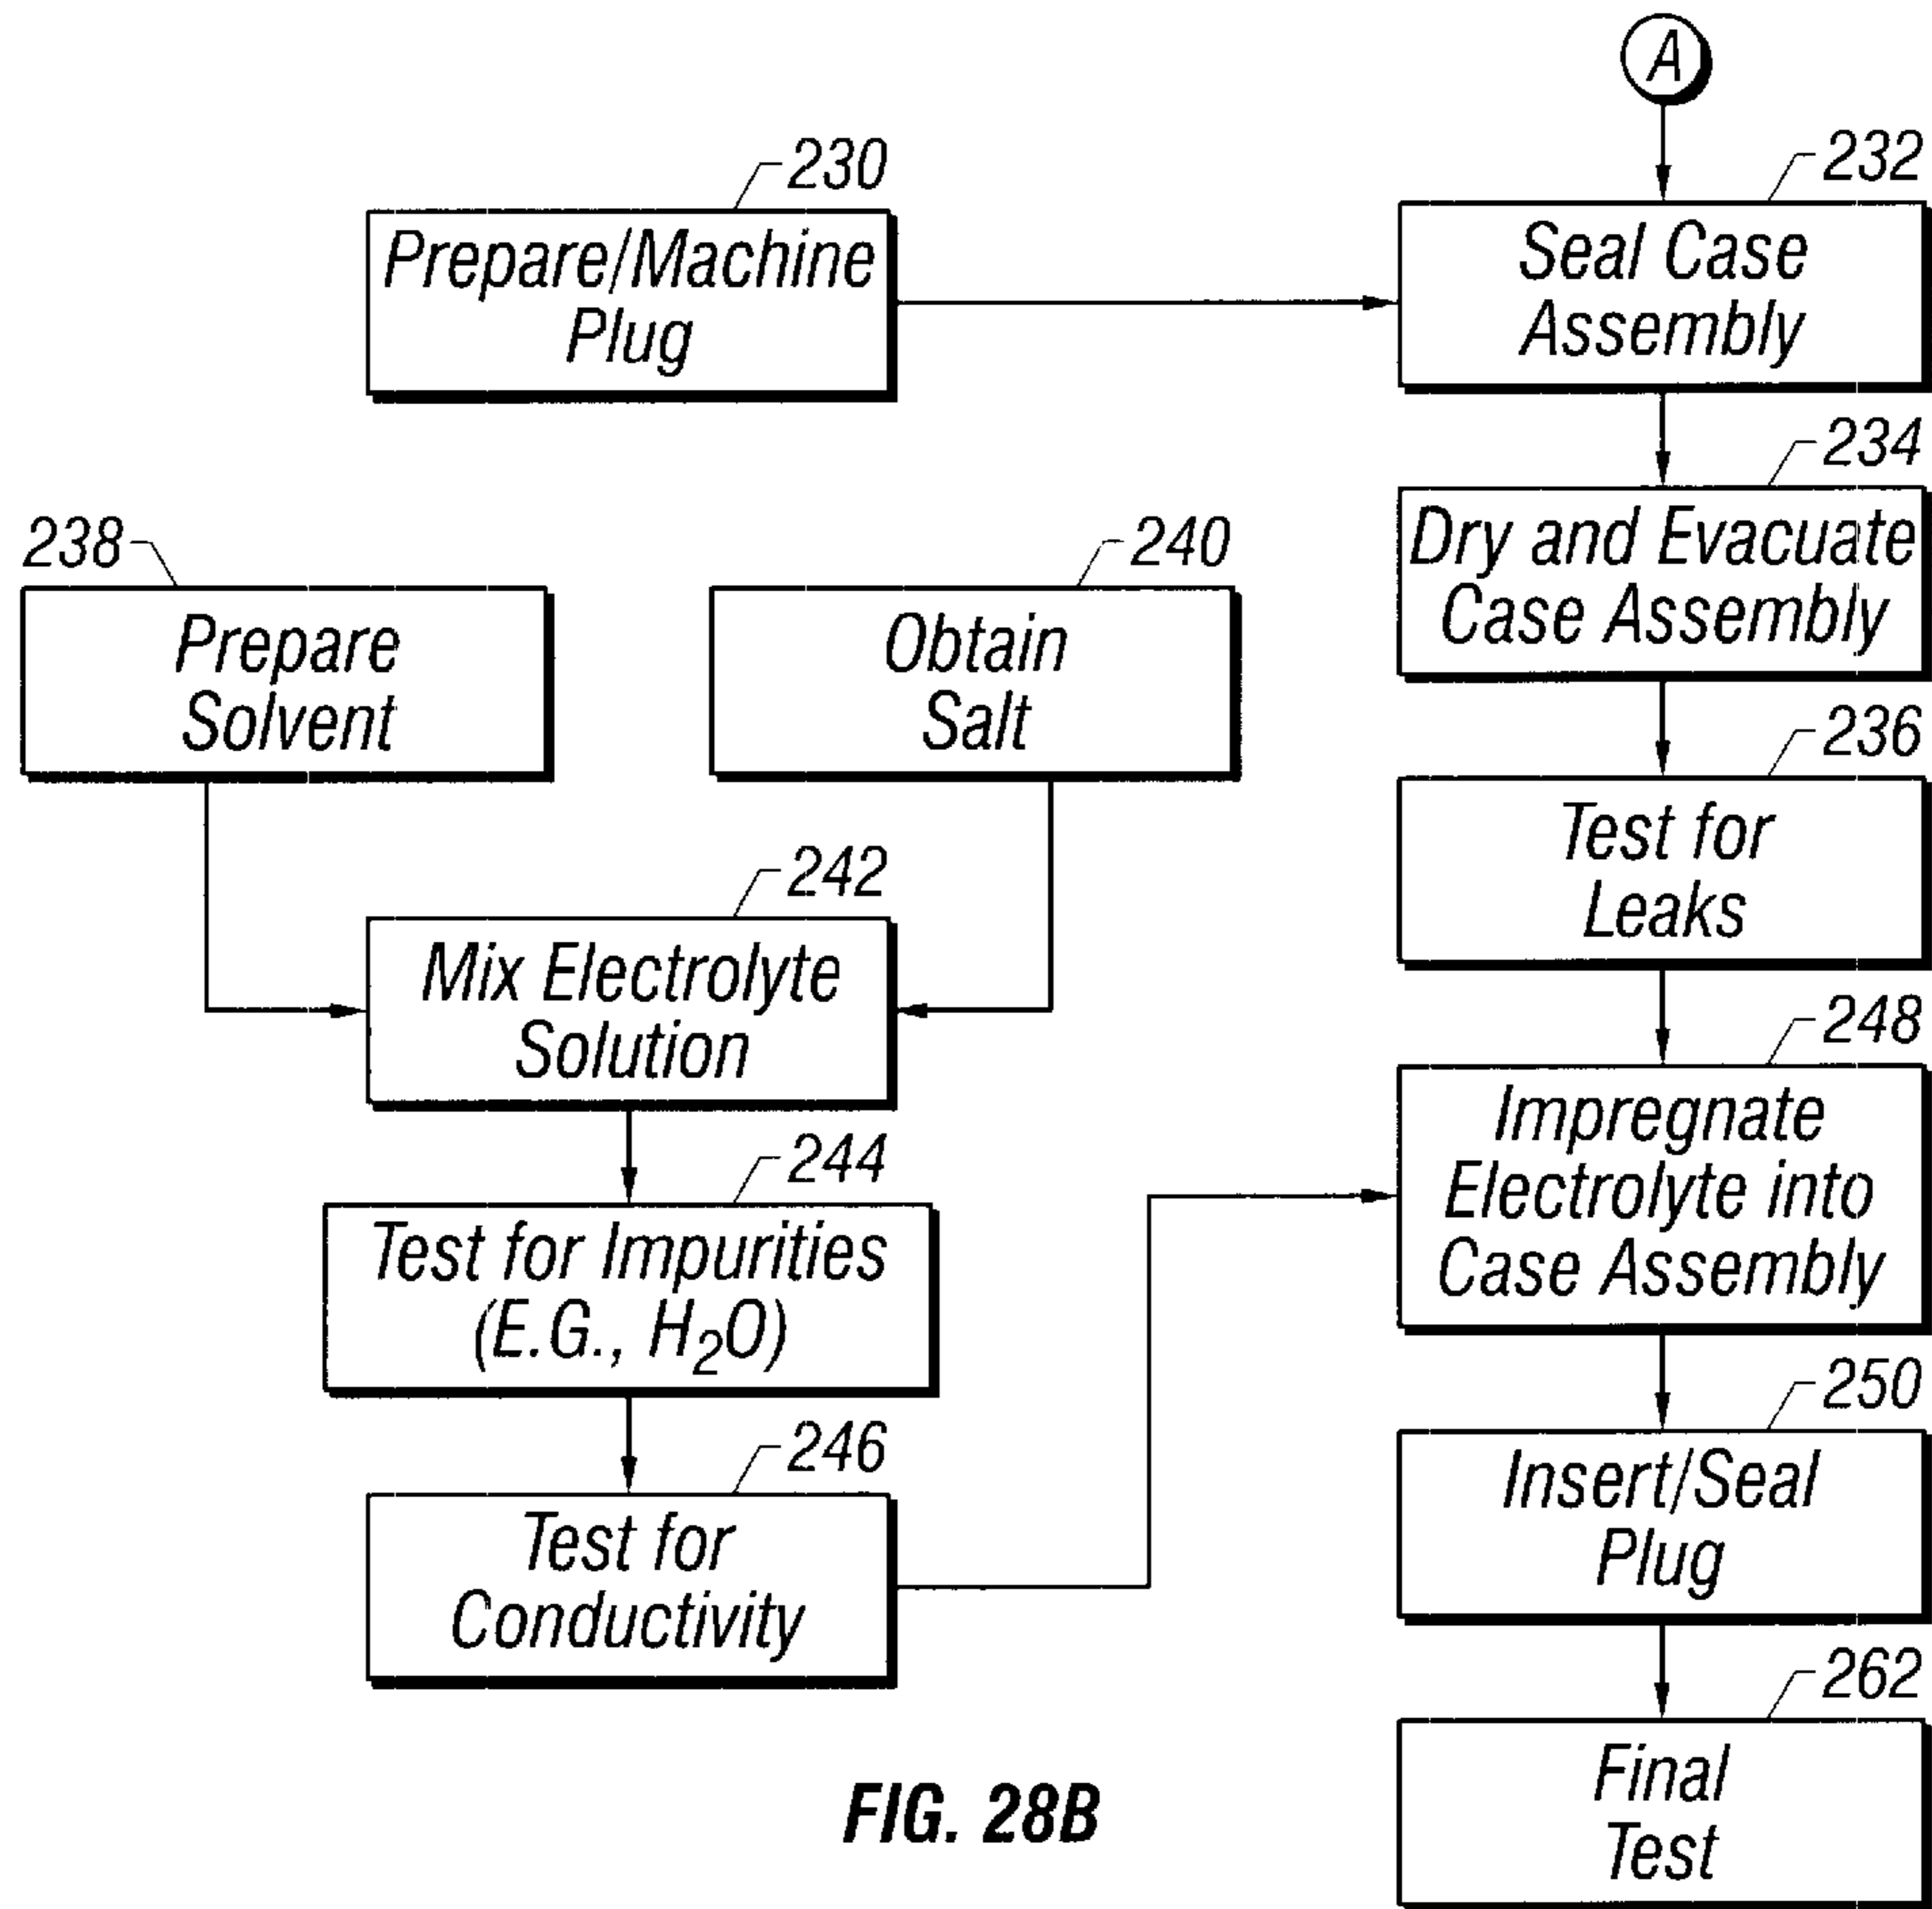 A
230
Prepare/Machine
Plug
232
Seal Case
Assembly
234
Dry and Evacuate
Case Assembly
238
Prepare
Solvent
240
Obtain
Salt
236
Test for
Leaks
242
Mix Electrolyte
Solution
248
Impregnate
Electrolyte into
Case Assembly
244
Test for Impurities
(E.G., H₂O)
246
Test for
Conductivity
250
Insert/Seal
Plug
262
Final
Test
FIG. 28B